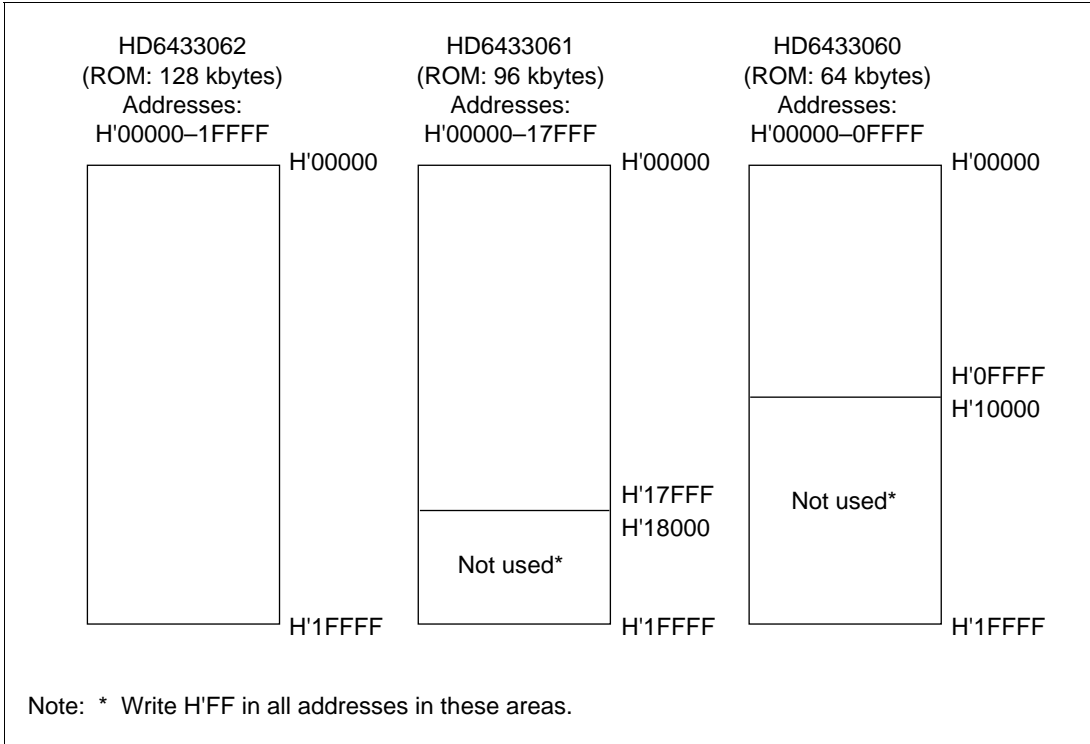 HD6433062
(ROM: 128 kbytes)
Addresses:
H'00000–1FFFF
H'00000
H'1FFFF
HD6433061
(ROM: 96 kbytes)
Addresses:
H'00000–17FFF
H'00000
H'17FFF
H'18000
Not used*
H'1FFFF
HD6433060
(ROM: 64 kbytes)
Addresses:
H'00000–0FFFF
H'00000
H'0FFFF
H'10000
Not used*
H'1FFFF
Note: * Write H'FF in all addresses in these areas.